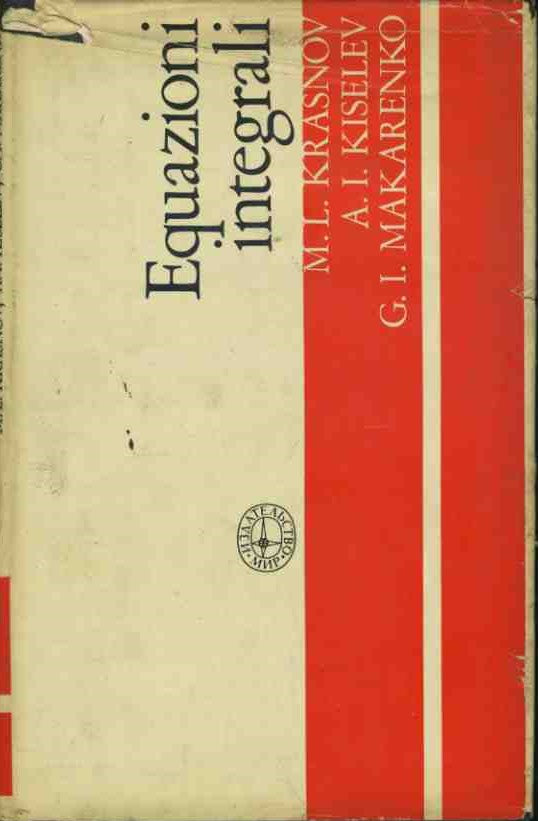 Equazioni
integrali
M. L. KRASNOV
A. I. KISELEV
G. I. MAKARENKO
ИЗДАТЕЛЬСТВО
МИР